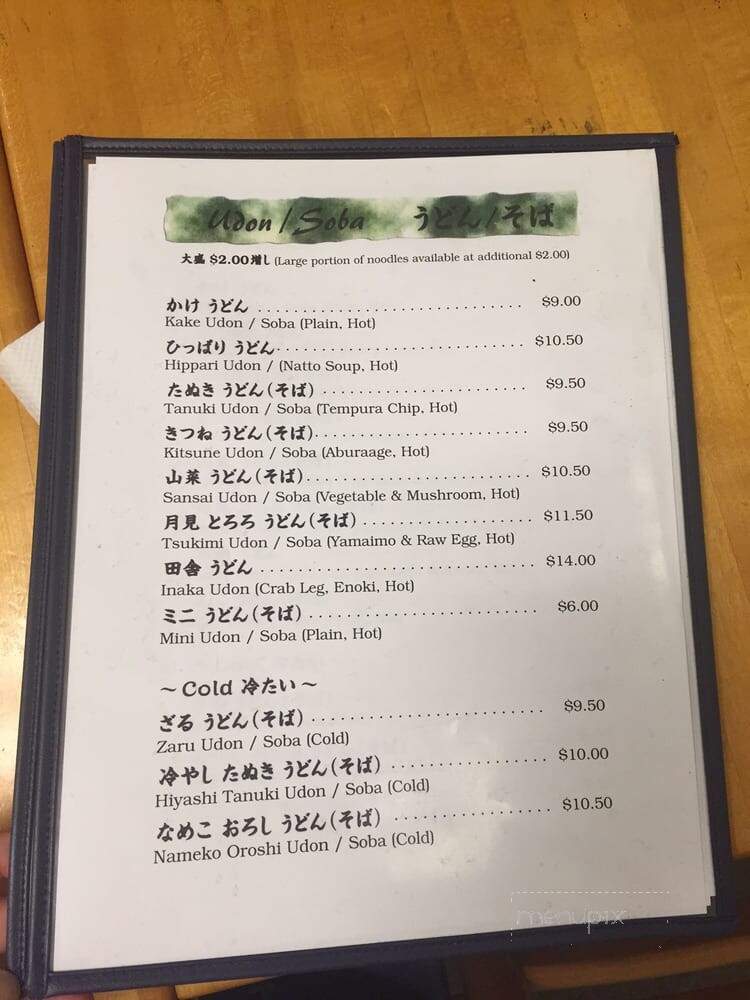 Udon / Soba うどん / そば
大盛 $2.00増し (Large portion of noodles available at additional $2.00)
かけ うどん ............................... $9.00
Kake Udon / Soba (Plain, Hot)
ひっぱり うどん............................. $10.50
Hippari Udon / (Natto Soup, Hot)
たぬき うどん(そば) ........................ $9.50
Tanuki Udon / Soba (Tempura Chip, Hot)
きつね うどん(そば)......................... $9.50
Kitsune Udon / Soba (Aburaage, Hot)
山菜 うどん(そば)........................... $10.50
Sansai Udon / Soba (Vegetable & Mushroom, Hot)
月見 とろろ うどん(そば) .................... $11.50
Tsukimi Udon / Soba (Yamaimo & Raw Egg, Hot)
田舎 うどん ................................ $14.00
Inaka Udon (Crab Leg, Enoki, Hot)
ミニ うどん(そば) .......................... $6.00
Mini Udon / Soba (Plain, Hot)
~ Cold 冷たい ~
ざる うどん(そば) .......................... $9.50
Zaru Udon / Soba (Cold)
冷やし たぬき うどん(そば) .................. $10.00
Hiyashi Tanuki Udon / Soba (Cold)
なめこ おろし うどん(そば) .................. $10.50
Nameko Oroshi Udon / Soba (Cold)
menupix